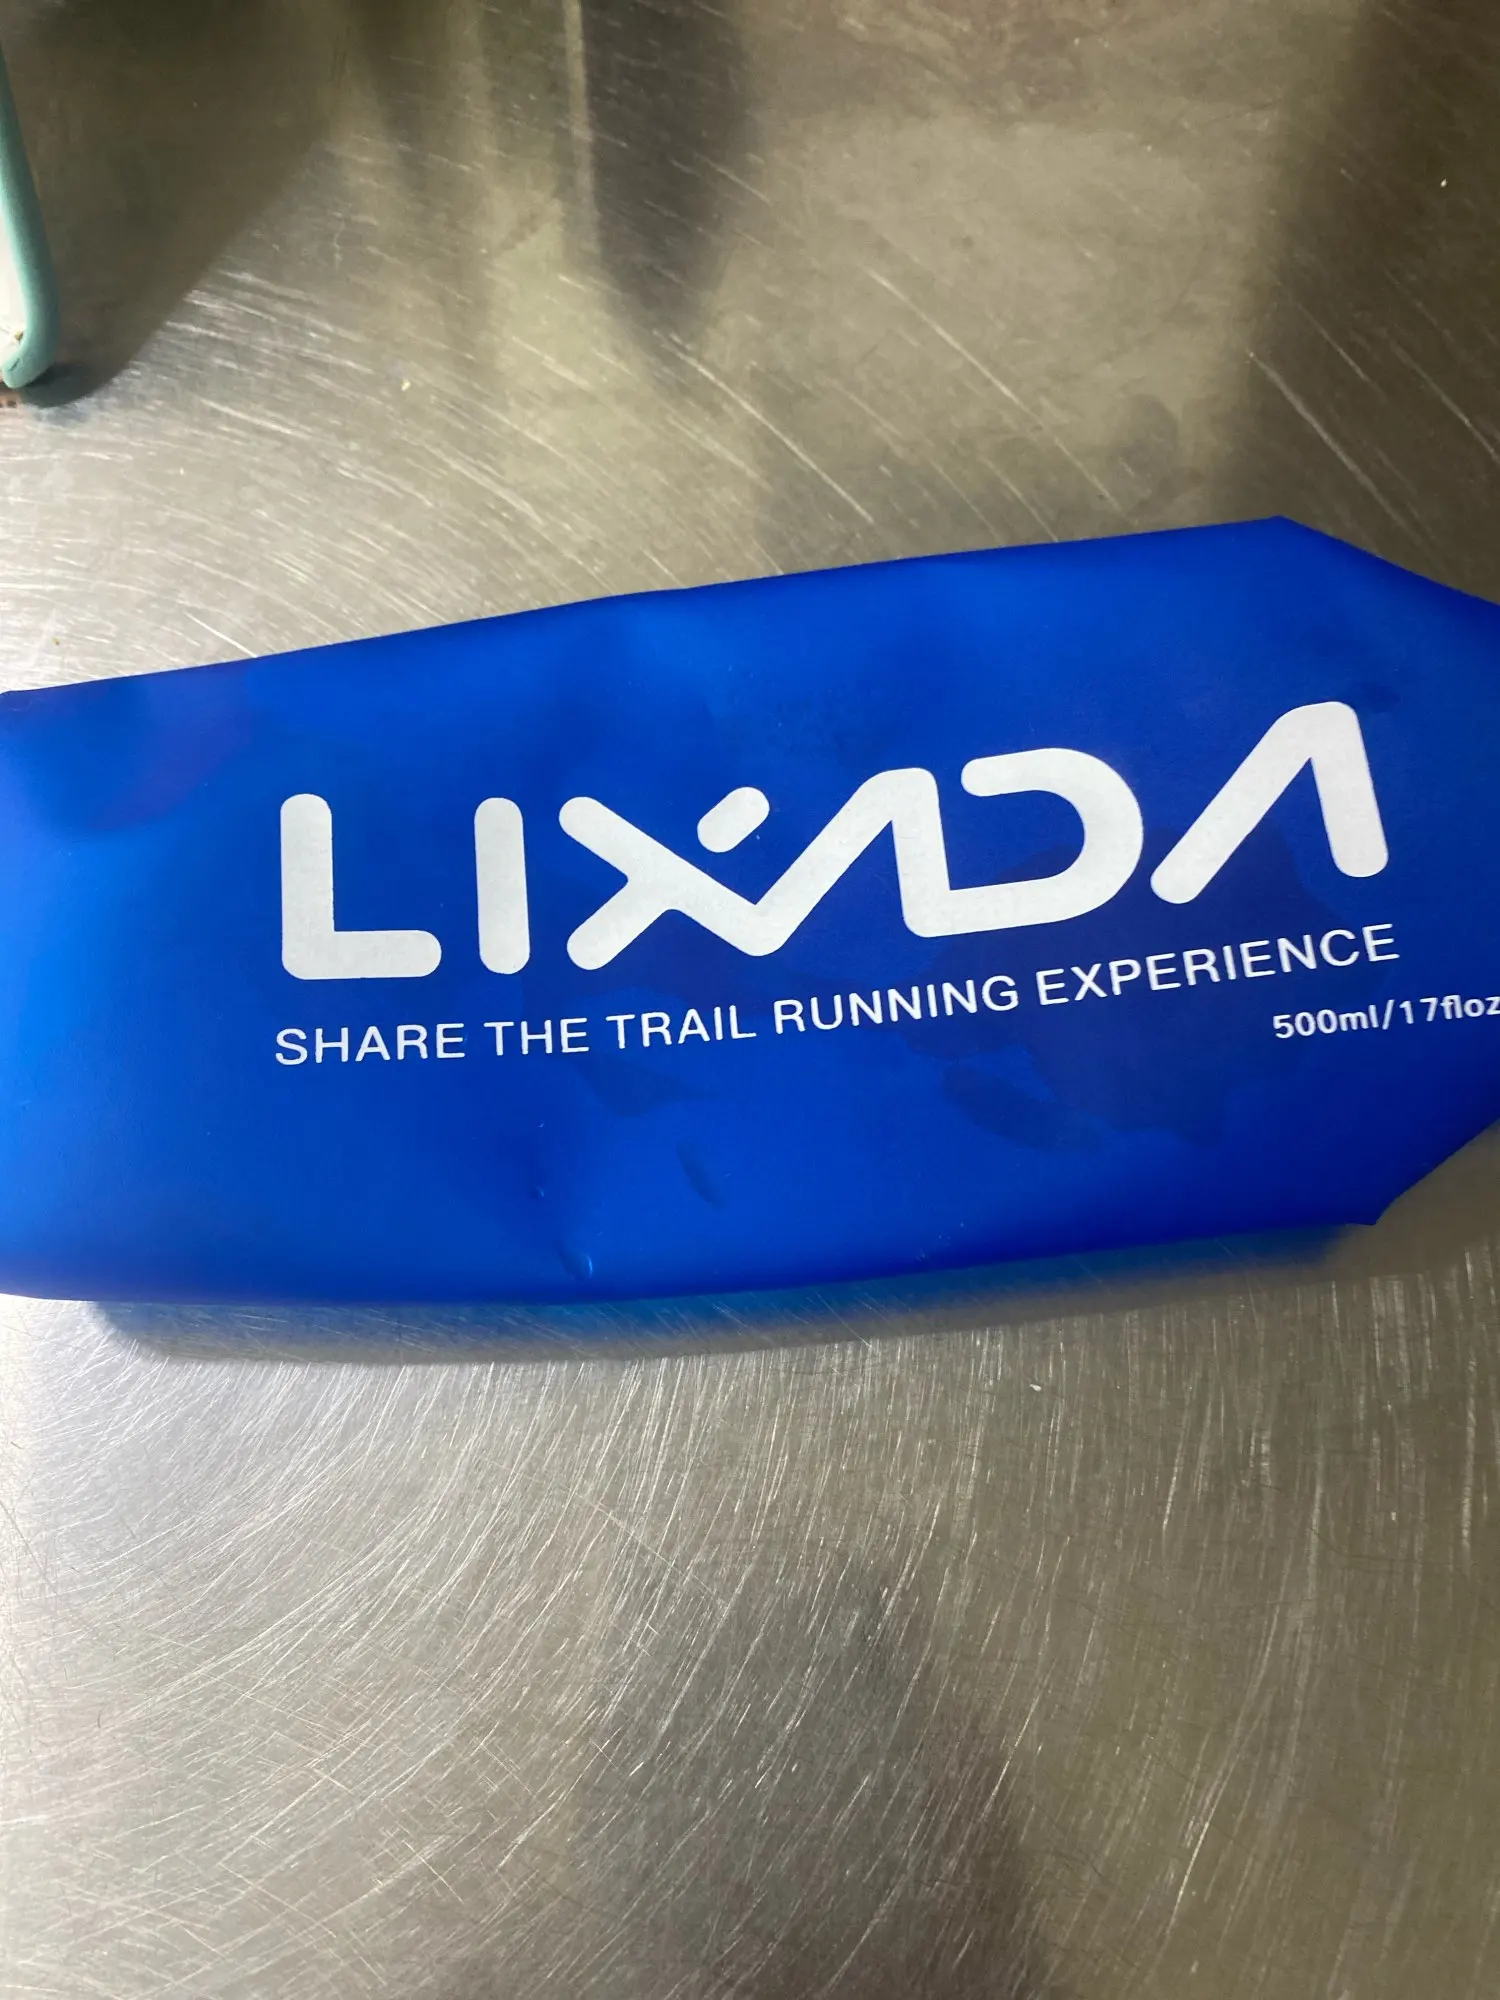 LIXADA
SHARE THE TRAIL RUNNING EXPERIENCE
500ml/17floz